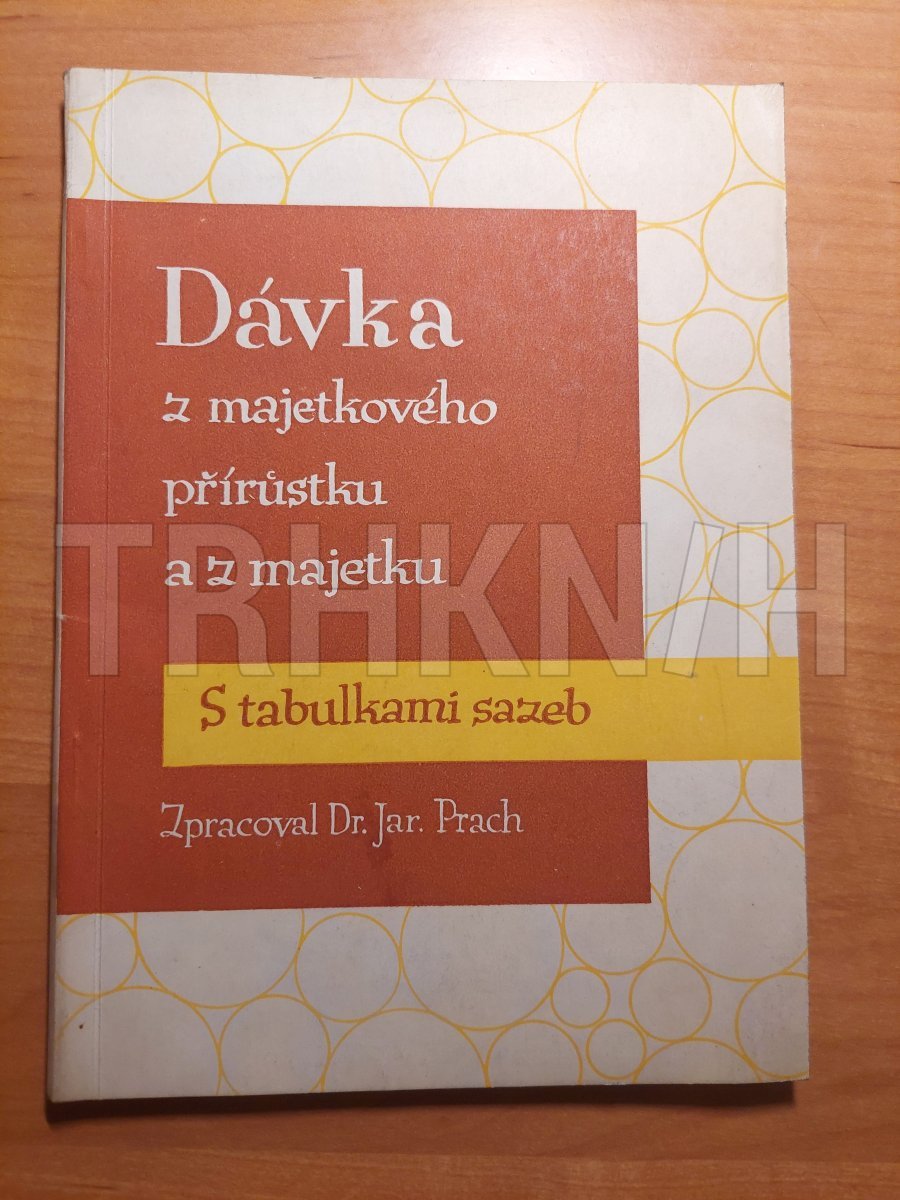 Dávka
z majetkového
přírůstku
a z majetku
TRHKNIH
S tabulkami sazeb
Zpracoval Dr. Jar. Prach